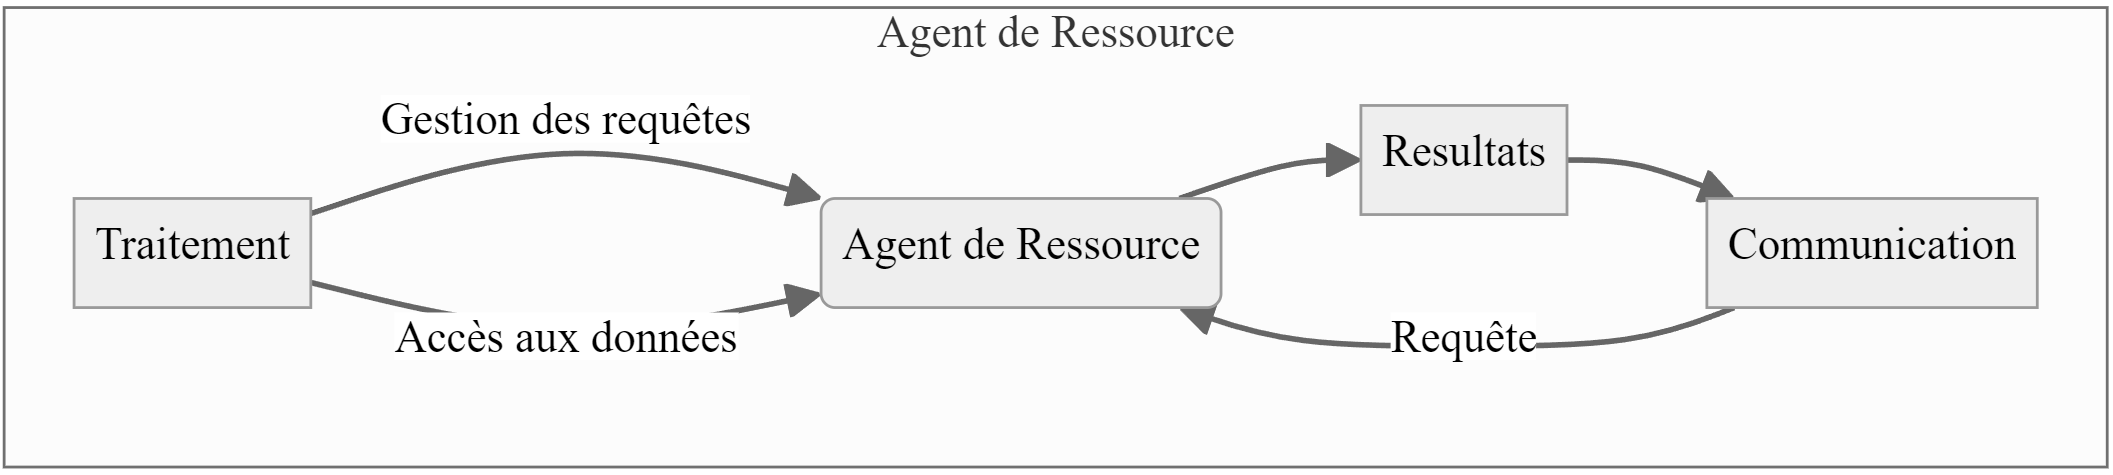 Agent de Ressource
Gestion des requêtes
Resultats
Traitement
Agent de Ressource
Communication
Accès aux données
Requête